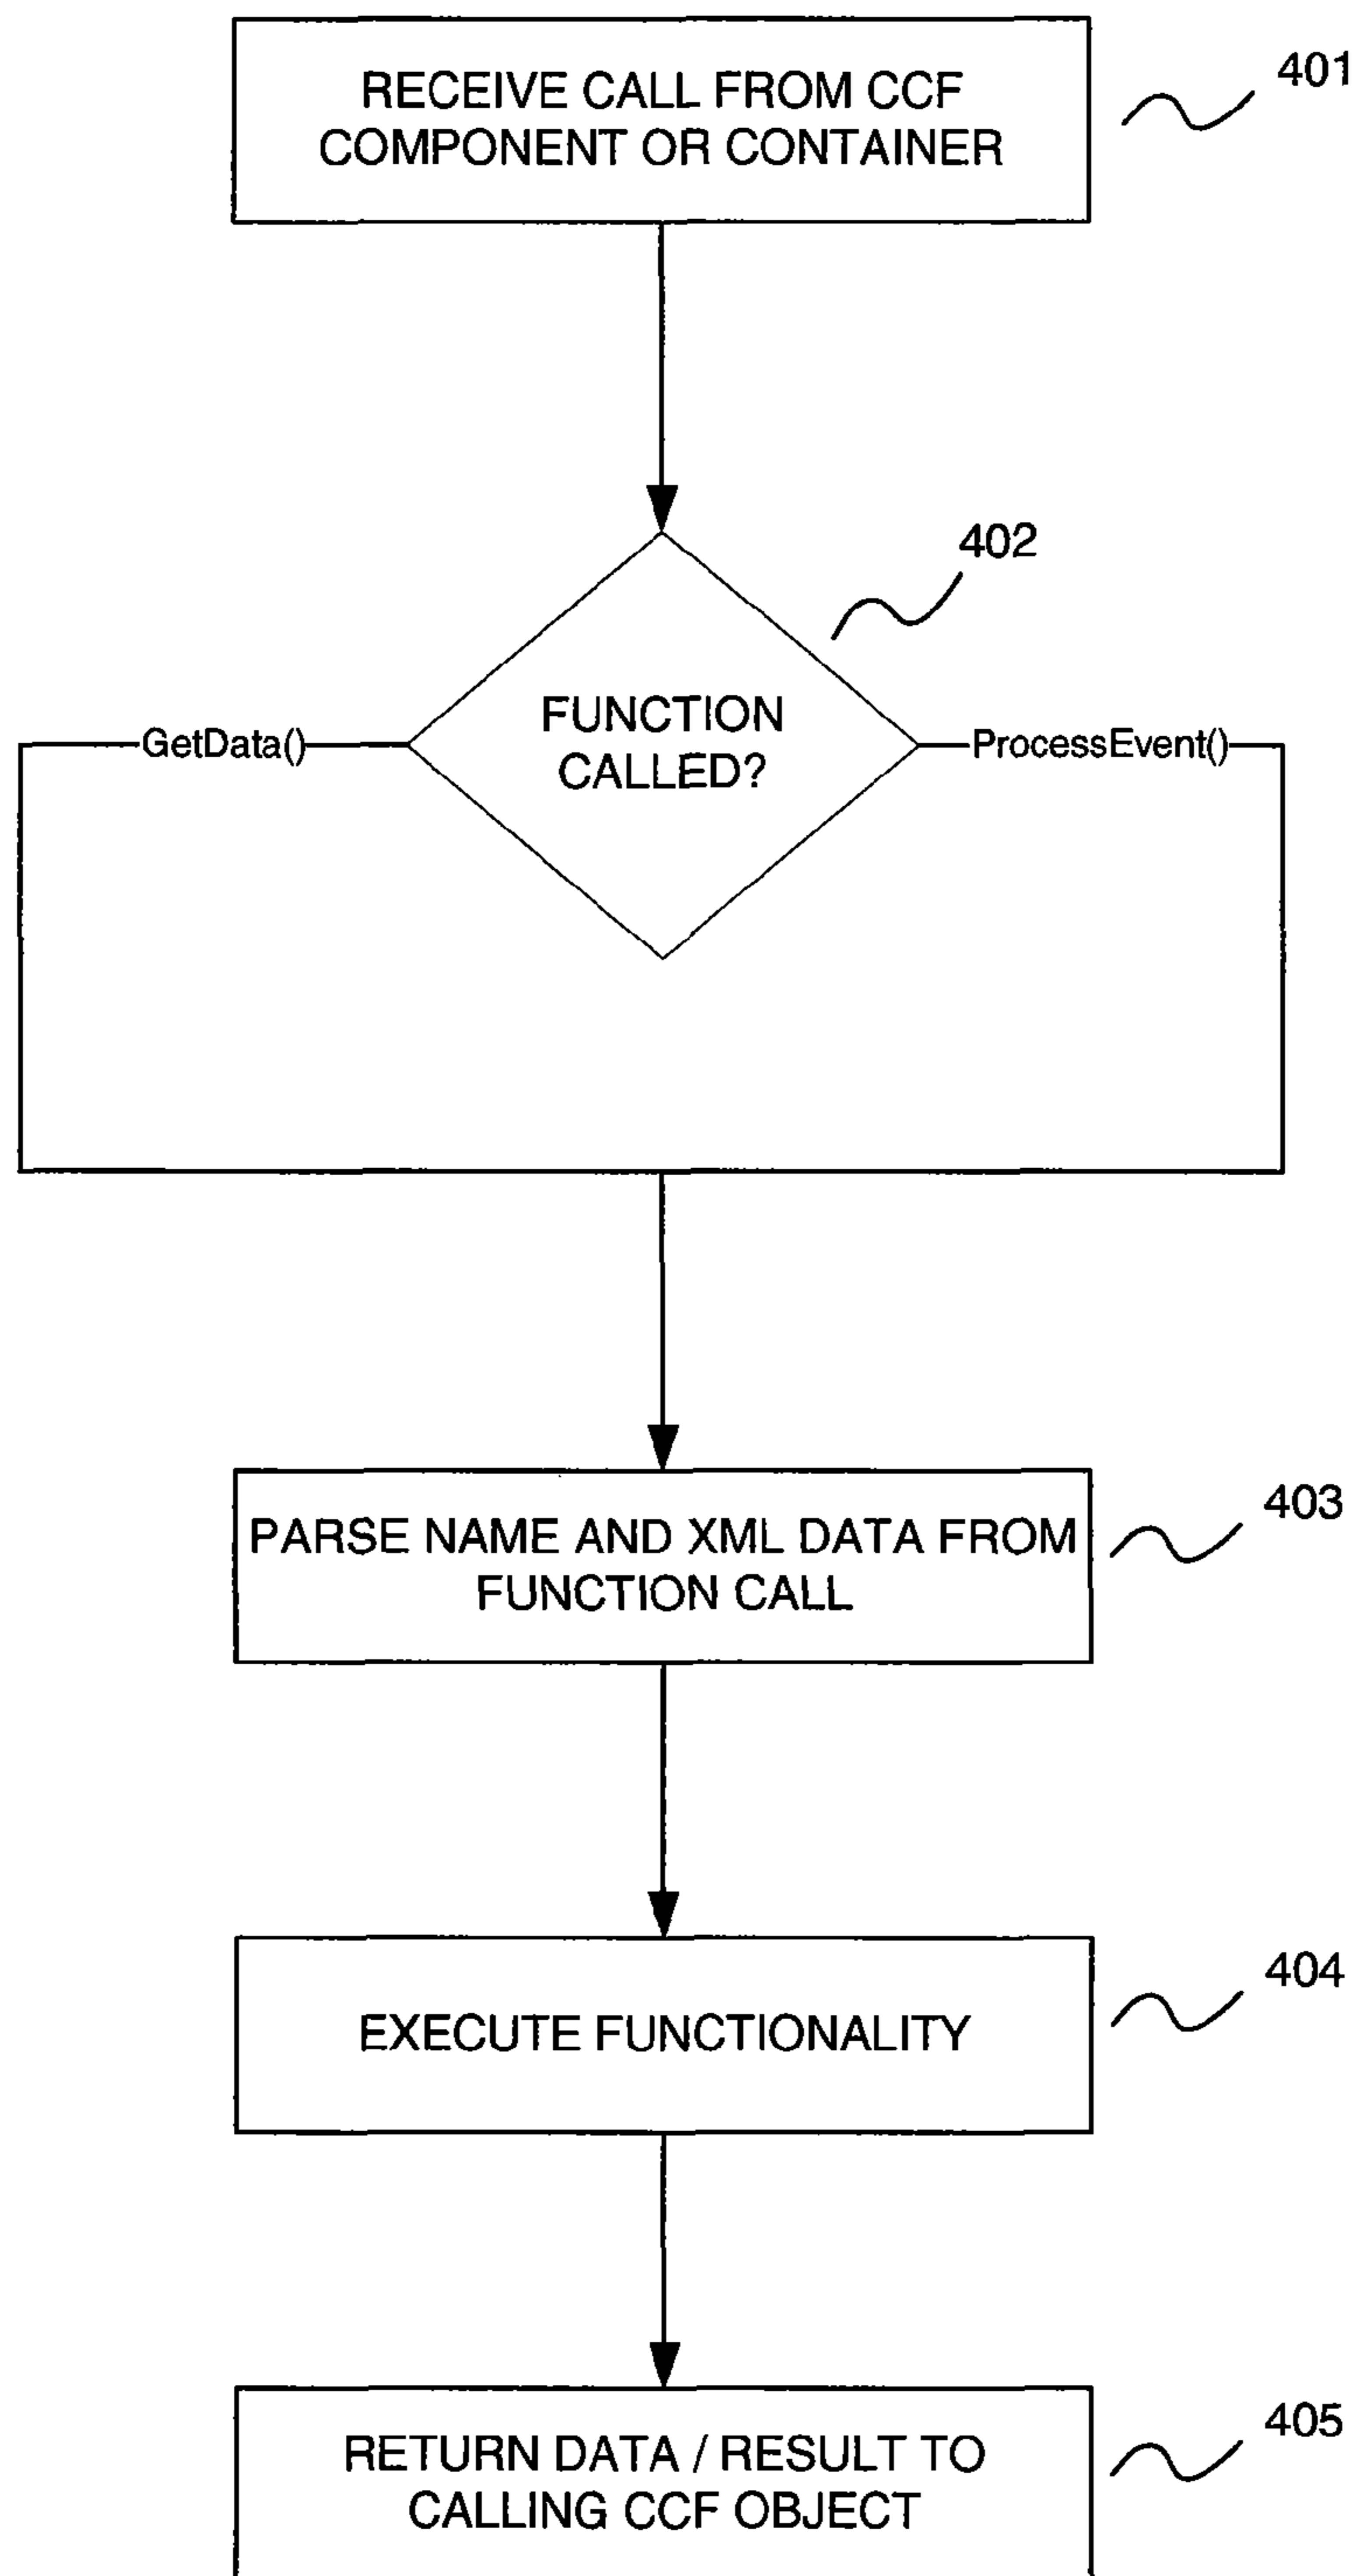 RECEIVE CALL FROM CCF
COMPONENT OR CONTAINER
401
402
FUNCTION
CALLED?
GetData()
ProcessEvent()
PARSE NAME AND XML DATA FROM
FUNCTION CALL
403
EXECUTE FUNCTIONALITY
404
RETURN DATA / RESULT TO
CALLING CCF OBJECT
405